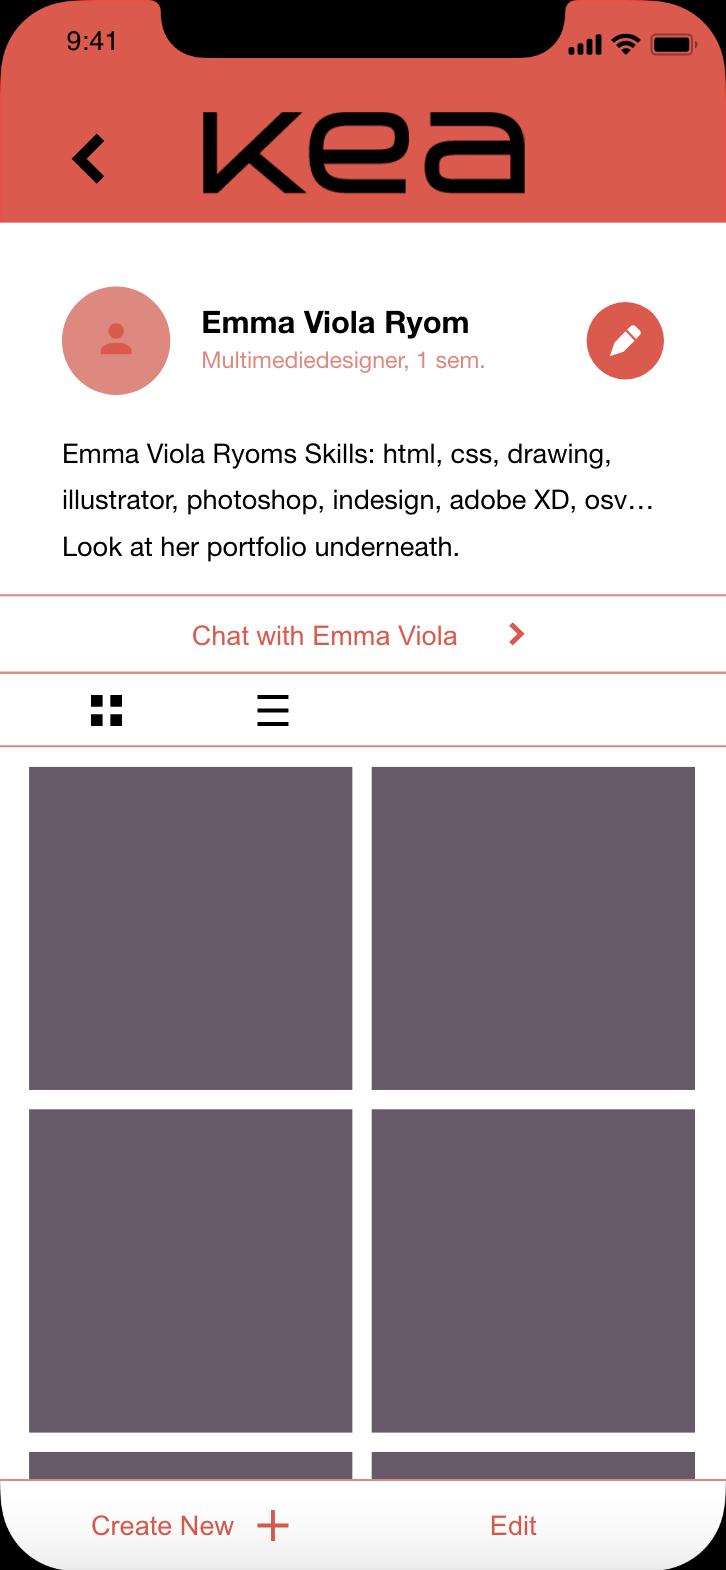 9:41
kea
Emma Viola Ryom
Multimediedesigner, 1 sem.
Emma Viola Ryoms Skills: html, css, drawing,
illustrator, photoshop, indesign, adobe XD, osv...
Look at her portfolio underneath.
Chat with Emma Viola
Create New
Edit